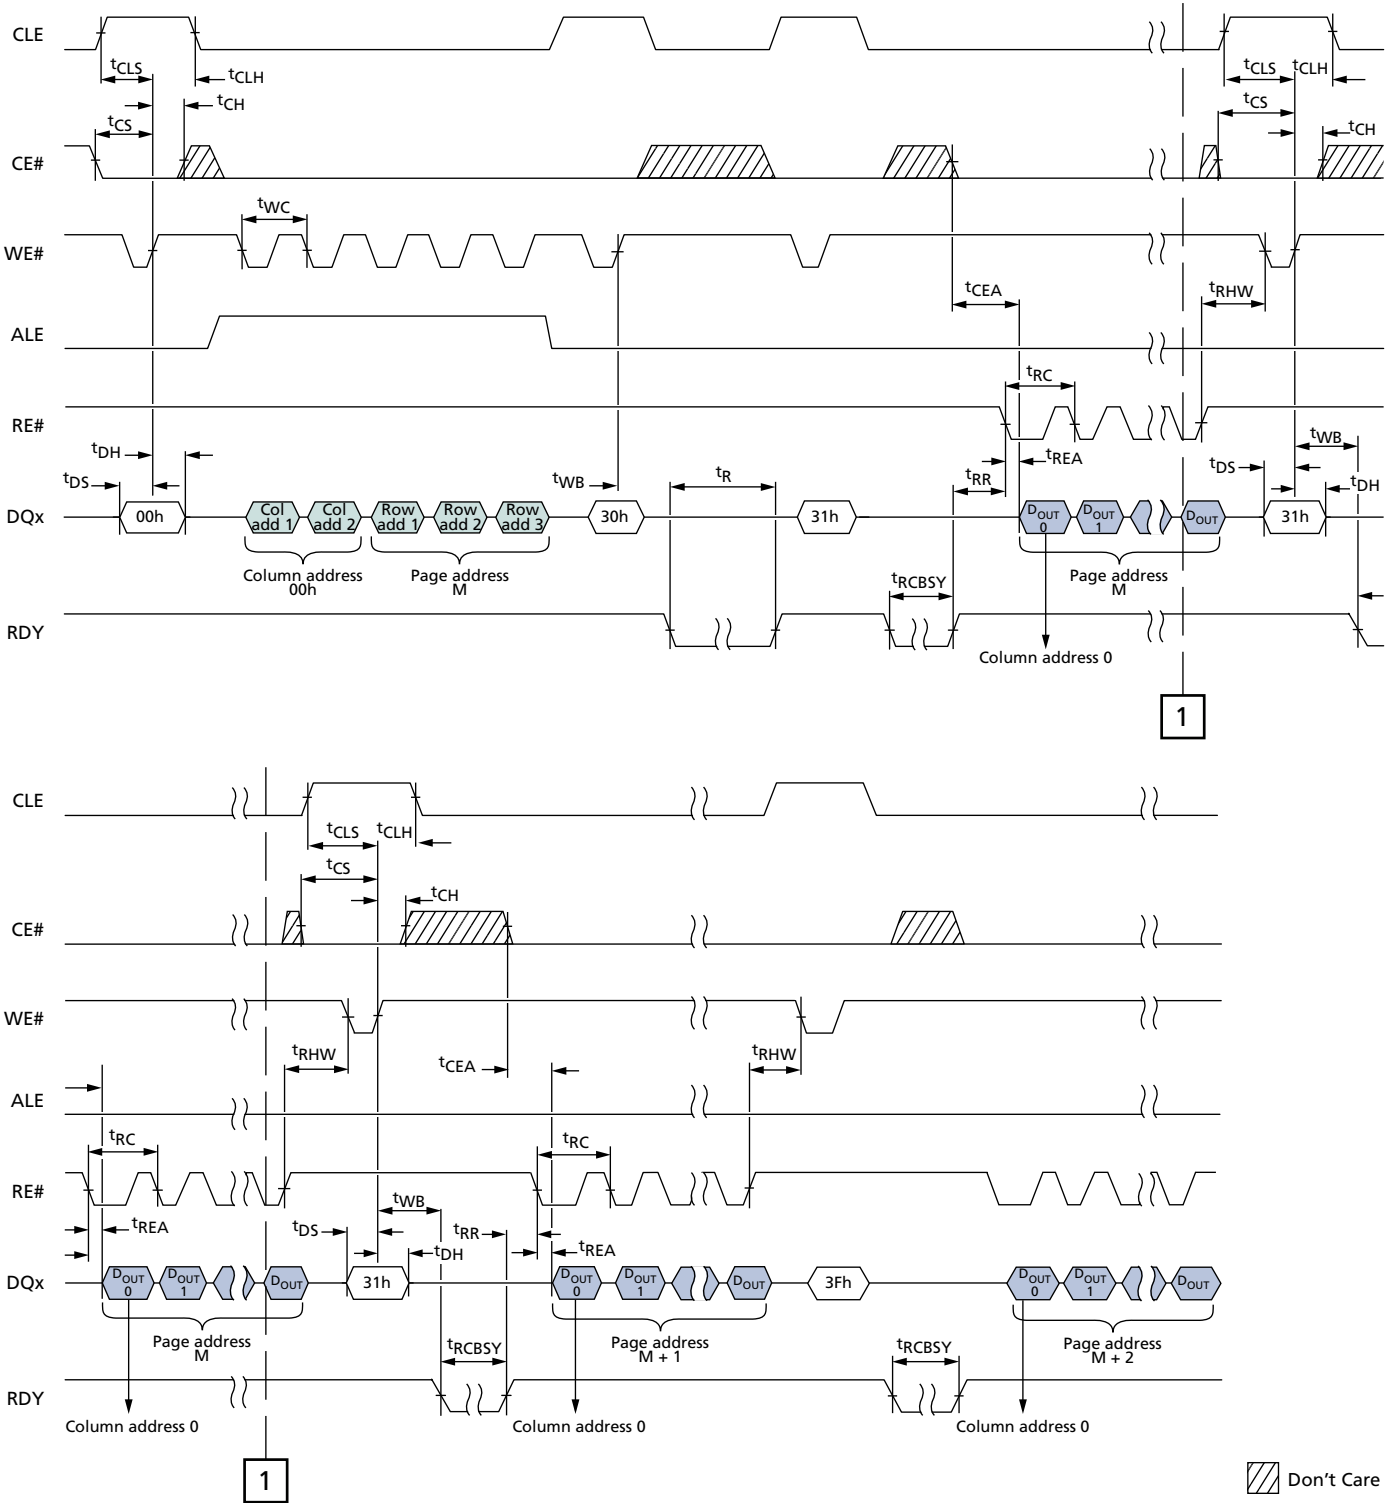 CLE
tCLS
tCLH
tCLS
tCLH
tCH
tCS
tCS
tCH
CE#
tWC
WE#
tCEA
tRHW
ALE
tRC
RE#
tDH
tWB
tREA
tDS
tWB
tR
tRR
tDS
tDH
DQx
00h
Col add 1
Col add 2
Row add 1
Row add 2
Row add 3
30h
31h
DOUT 0
DOUT 1
DOUT
31h
Column address 00h
Page address M
tRCBSY
Page address M
RDY
Column address 0
1
CLE
tCLS
tCLH
tCS
tCH
CE#
WE#
tRHW
tCEA
tRHW
ALE
tRC
tRC
RE#
tWB
tREA
tDS
tRR
tDH
tREA
DQx
DOUT 0
DOUT 1
DOUT
31h
DOUT 0
DOUT 1
DOUT
3Fh
DOUT 0
DOUT 1
DOUT
Page address M
tRCBSY
Page address M + 1
tRCBSY
Page address M + 2
RDY
Column address 0
Column address 0
Column address 0
1
Don't Care